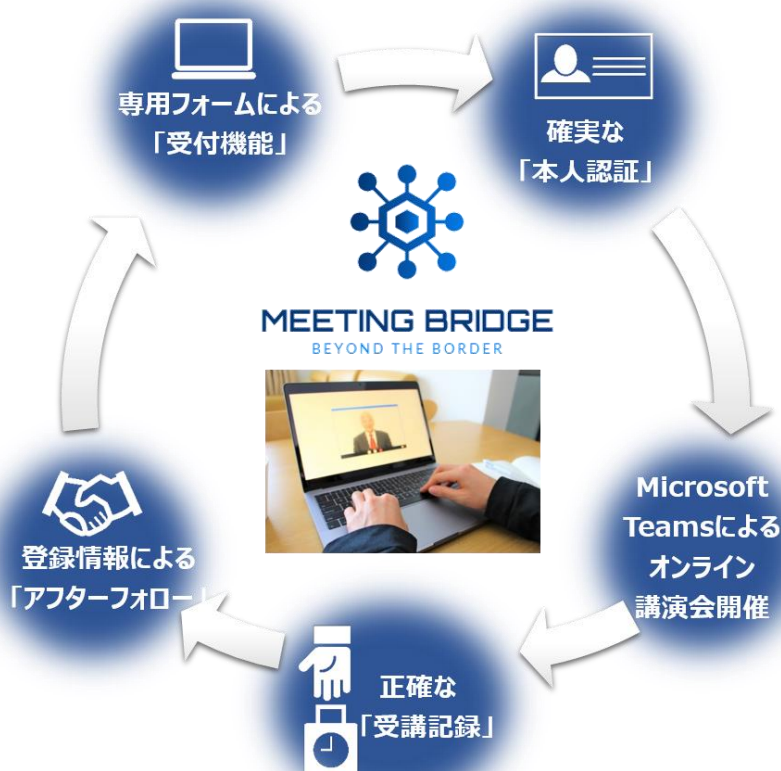 専用フォームによる
「受付機能」
確実な
「本人認証」
MEETING BRIDGE
BEYOND THE BORDER
Microsoft
Teamsによる
オンライン
講演会開催
正確な
「受講記録」
登録情報による
「アフターフォロー」